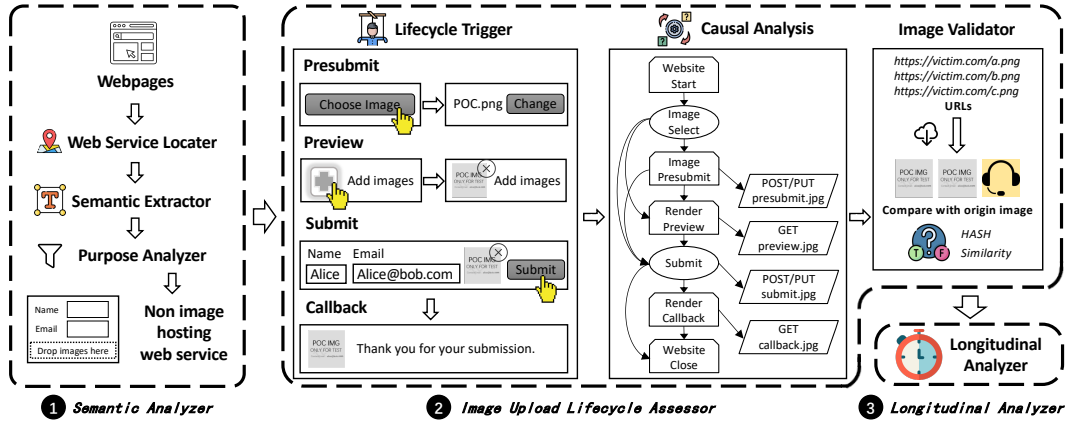 Webpages
Web Service Locater
Semantic Extractor
Purpose Analyzer
Name
Email
Drop images here
Non image
hosting
web service
1 Semantic Analyzer
Lifecycle Trigger
Presubmit
Choose Image
POC.png
Change
Preview
Add images
POC IMG
ONLY FOR TEST
Add images
Submit
Name
Email
Alice
Alice@bob.com
POC IMG
ONLY FOR TEST
Submit
Callback
POC IMG
ONLY FOR TEST
Thank you for your submission.
Causal Analysis
Website
Start
Image
Select
Image
Presubmit
POST/PUT
presubmit.jpg
Render
Preview
GET
preview.jpg
Submit
POST/PUT
submit.jpg
Render
Callback
GET
callback.jpg
Website
Close
2 Image Upload Lifecycle Assessor
Image Validator
https://victim.com/a.png
https://victim.com/b.png
https://victim.com/c.png
URLs
POC IMG
ONLY FOR TEST
POC IMG
ONLY FOR TEST
Compare with origin image
? T F
HASH
Similarity
Longitudinal
Analyzer
3 Longitudinal Analyzer